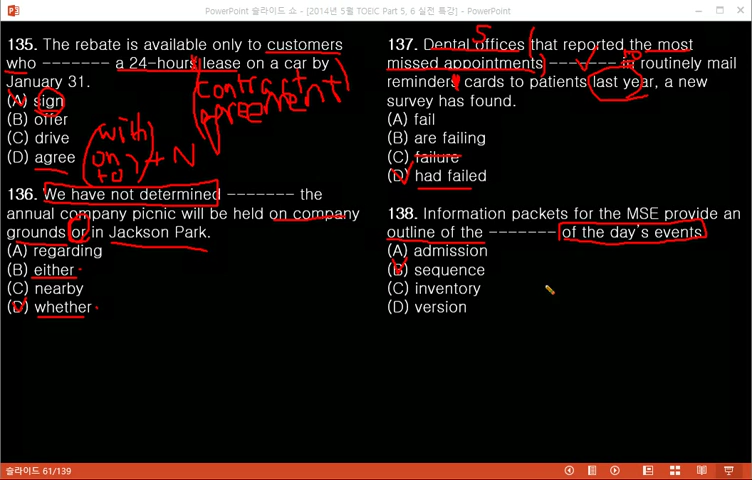 PowerPoint 슬라이드 쇼 - [2014년 5월 TOEIC Part 5, 6 실전 특강] - PowerPoint
135. The rebate is available only to customers
who ------- a 24-hours lease on a car by
January 31.
(A) sign
(B) offer
(C) drive
(D) agree
contract
agreement
with
on
to
+ N
136. We have not determined ------- the
annual company picnic will be held on company
grounds or in Jackson Park.
(A) regarding
(B) either
(C) nearby
(D) whether
S
137. Dental offices that reported the most
missed appointments ------- to routinely mail
reminders cards to patients last year, a new
survey has found.
(A) fail
(B) are failing
(C) failure
(D) had failed
138. Information packets for the MSE provide an
outline of the ------- of the day's events
(A) admission
(B) sequence
(C) inventory
(D) version
슬라이드 61/139